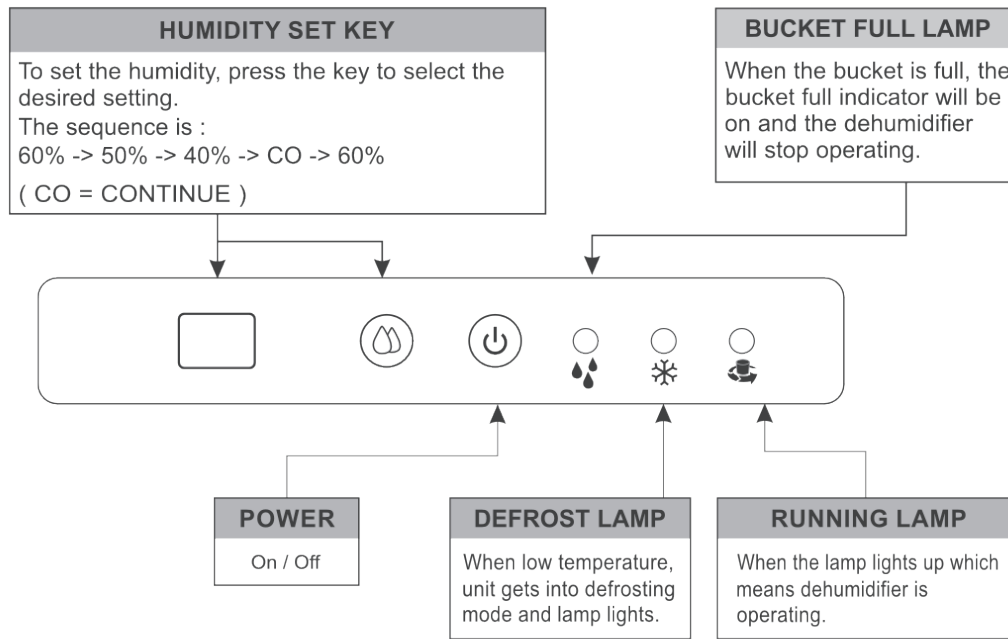 HUMIDITY SET KEY
To set the humidity, press the key to select the
desired setting.
The sequence is :
60% -> 50% -> 40% -> CO -> 60%
( CO = CONTINUE )
BUCKET FULL LAMP
When the bucket is full, the
bucket full indicator will be
on and the dehumidifier
will stop operating.
POWER
On / Off
DEFROST LAMP
When low temperature,
unit gets into defrosting
mode and lamp lights.
RUNNING LAMP
When the lamp lights up which
means dehumidifier is
operating.